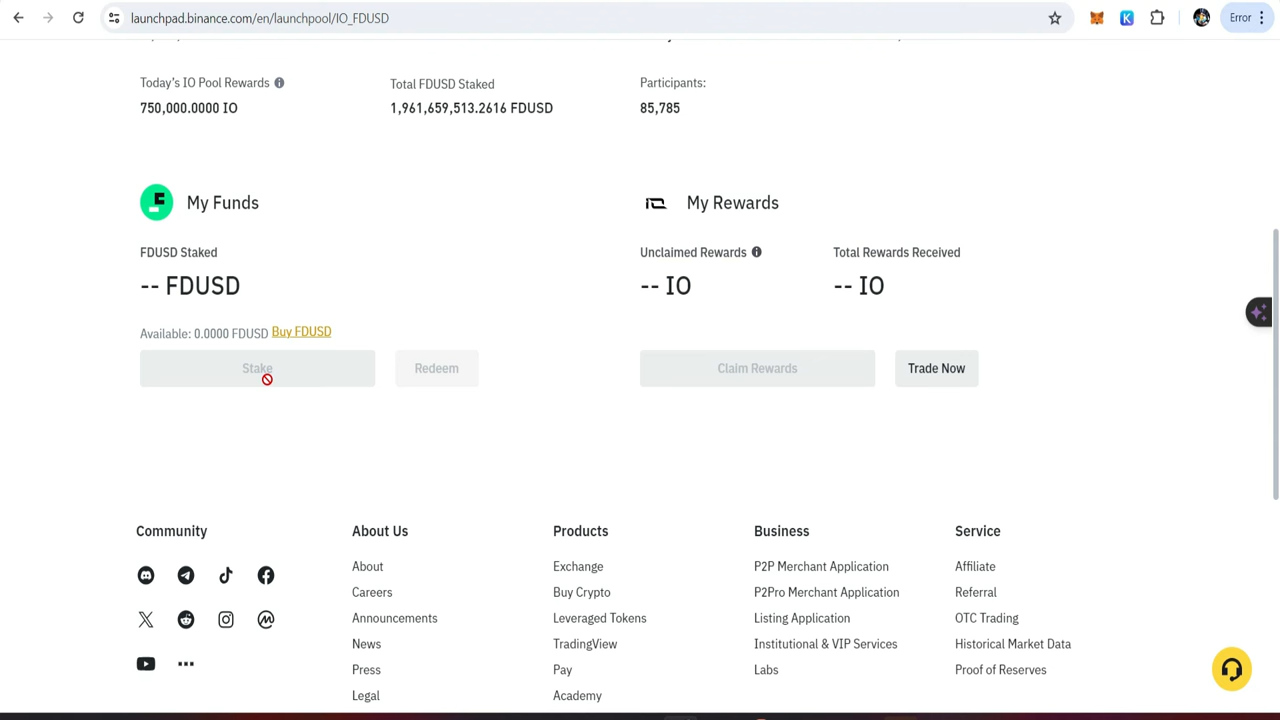 launchpad.binance.com/en/launchpool/IO_FDUSD
Error
Today's IO Pool Rewards
Total FDUSD Staked
Participants:
750,000.0000 IO
1,961,659,513.2616 FDUSD
85,785
My Funds
My Rewards
FDUSD Staked
Unclaimed Rewards
Total Rewards Received
-- FDUSD
-- IO
-- IO
Available: 0.0000 FDUSD Buy FDUSD
Stake
Redeem
Claim Rewards
Trade Now
Community
About Us
Products
Business
Service
About
Exchange
P2P Merchant Application
Affiliate
Careers
Buy Crypto
P2Pro Merchant Application
Referral
Announcements
Leveraged Tokens
Listing Application
OTC Trading
News
TradingView
Institutional & VIP Services
Historical Market Data
Press
Pay
Labs
Proof of Reserves
Legal
Academy